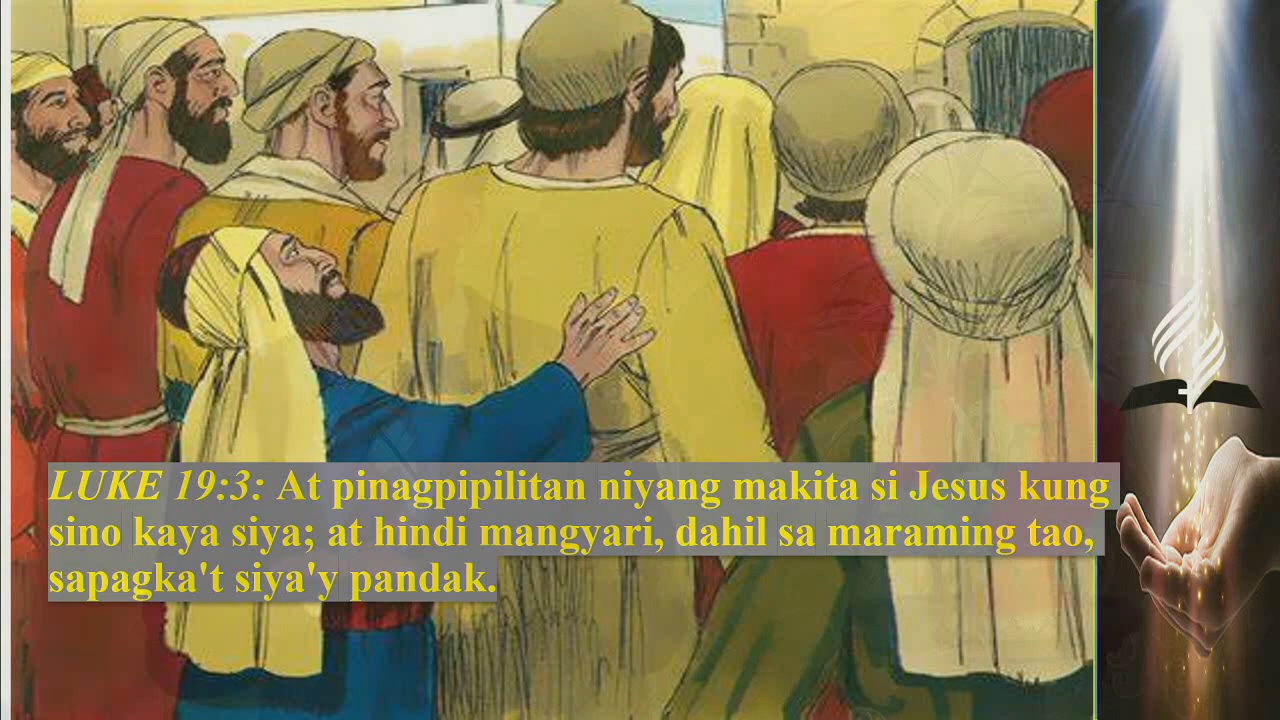 LUKE 19:3: At pinagpipilitan niyang makita si Jesus kung
sino kaya siya; at hindi mangyari, dahil sa maraming tao,
sapagka't siya'y pandak.